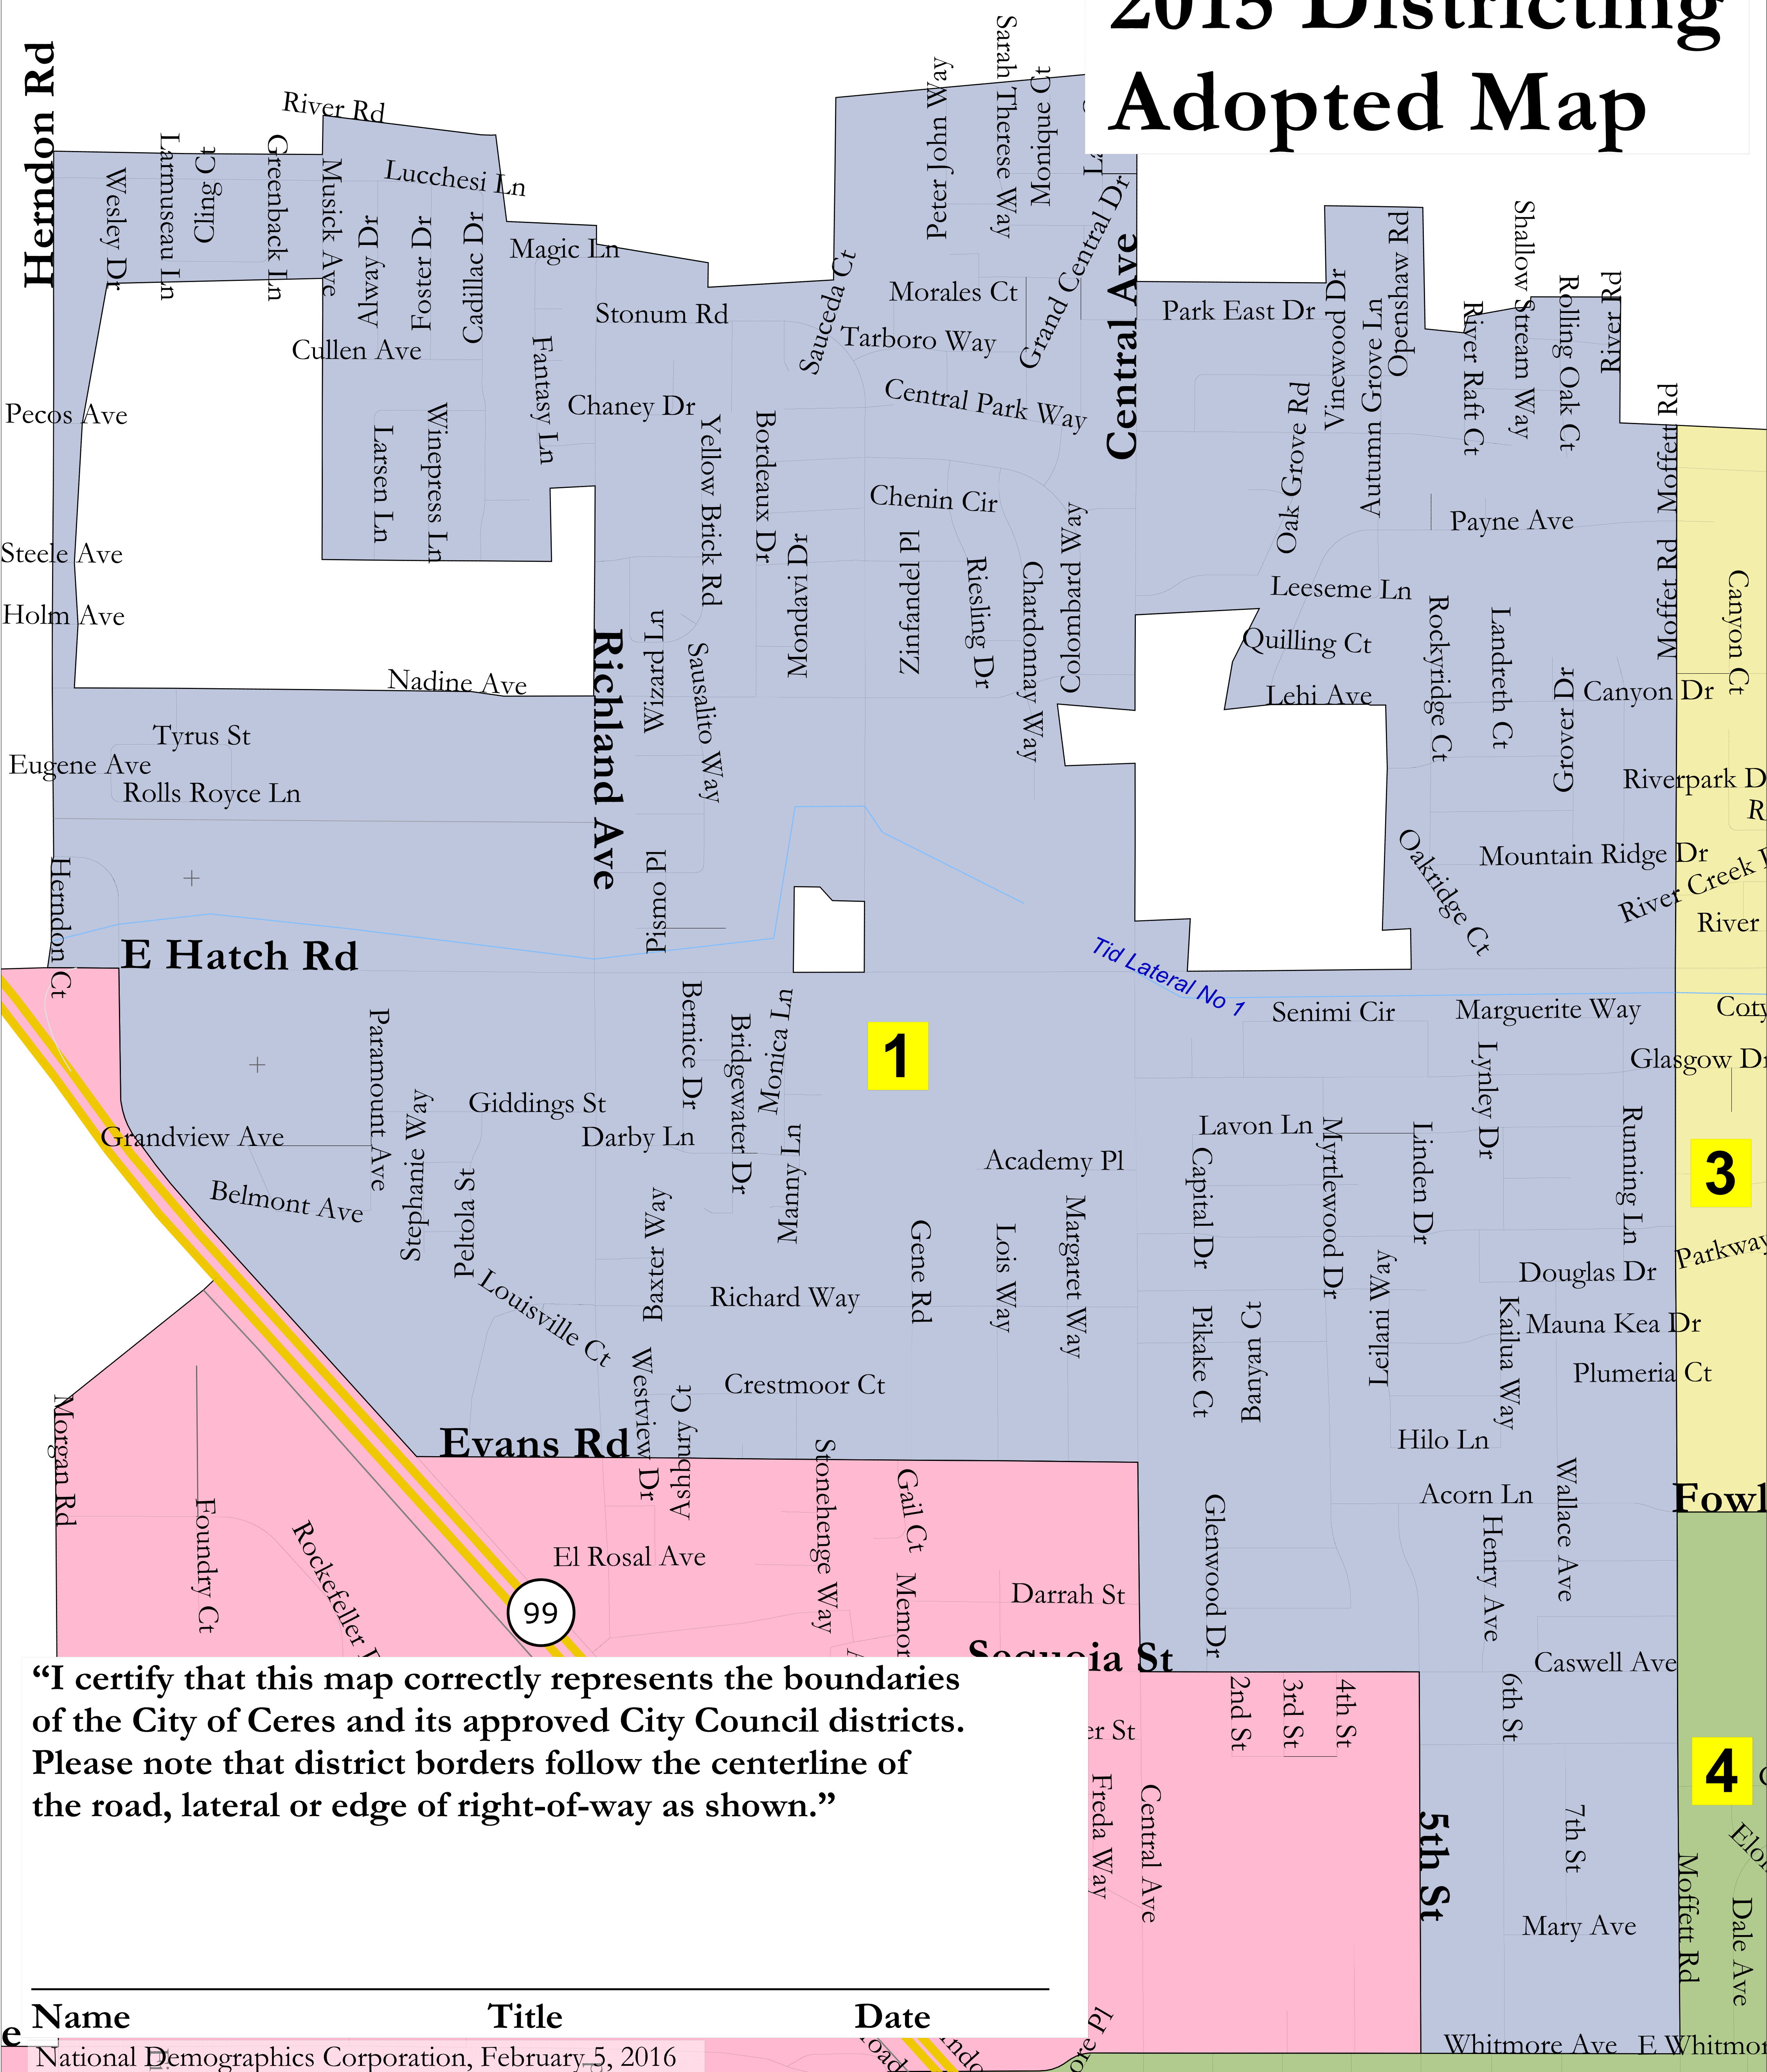 2015 Districting
Adopted Map
Herndon Rd
River Rd
Wesley Dr
Larmuseau Ln
Cling Ct
Greenback Ln
Musick Ave
Lucchesi Ln
Alway Dr
Foster Dr
Cadillac Dr
Magic Ln
Cullen Ave
Fantasy Ln
Stonum Rd
Chaney Dr
Sauceda Ct
Peter John Way
Sarah Therese Way
Monique Ct
Grand Central Dr
Morales Ct
Tarboro Way
Central Park Way
Central Ave
Park East Dr
Vinewood Dr
Openshaw Rd
Autumn Grove Ln
Oak Grove Rd
River Raft Ct
Shallow Stream Way
Rolling Oak Ct
River Rd
Moffett Rd
Pecos Ave
Larsen Ln
Winepress Ln
Yellow Brick Rd
Bordeaux Dr
Chenin Cir
Payne Ave
Steele Ave
Holm Ave
Mondavi Dr
Zinfandel Pl
Riesling Dr
Chardonnay Way
Colombard Way
Leeseme Ln
Quilling Ct
Lehi Ave
Rockyridge Ct
Landreth Ct
Grover Dr
Moffet Rd
Canyon Ct
Canyon Dr
Nadine Ave
Richland Ave
Wizard Ln
Sausalito Way
Tyrus St
Eugene Ave
Rolls Royce Ln
Riverpark D
R
Mountain Ridge Dr
Oakridge Ct
River Creek
River
Herndon Ct
E Hatch Rd
Pismo Pl
Tid Lateral No 1
Senimi Cir
Marguerite Way
Coty
Glasgow Dr
Paramount Ave
Stephanie Way
Peltola St
Giddings St
Grandview Ave
Belmont Ave
Bernice Dr
Bridgewater Dr
Monica Ln
Manny Ln
Darby Ln
1
Academy Pl
Lavon Ln
Lynley Dr
Capital Dr
Myrtlewood Dr
Linden Dr
Running Ln
3
Parkway
Louisville Ct
Baxter Way
Richard Way
Gene Rd
Lois Way
Margaret Way
Leilani Way
Douglas Dr
Mauna Kea Dr
Kailua Way
Plumeria Ct
Pikake Ct
Banyan Ct
Crestmoor Ct
Westview Dr
Ashbury Ct
Evans Rd
Hilo Ln
Morgan Rd
Foundry Ct
Rockefeller
Stonehenge Way
Gail Ct
El Rosal Ave
99
Memor
Darrah St
Glenwood Dr
Acorn Ln
Henry Ave
Wallace Ave
Fowl
Sequoia St
Caswell Ave
“I certify that this map correctly represents the boundaries
of the City of Ceres and its approved City Council districts.
Please note that district borders follow the centerline of
the road, lateral or edge of right-of-way as shown.”
er St
2nd St
3rd St
4th St
6th St
4
Freda Way
Central Ave
5th St
7th St
Moffett Rd
Dale Ave
Mary Ave
Name Title Date
Whitmore Ave
E Whitmor
ore Pl
National Demographics Corporation, February 5, 2016